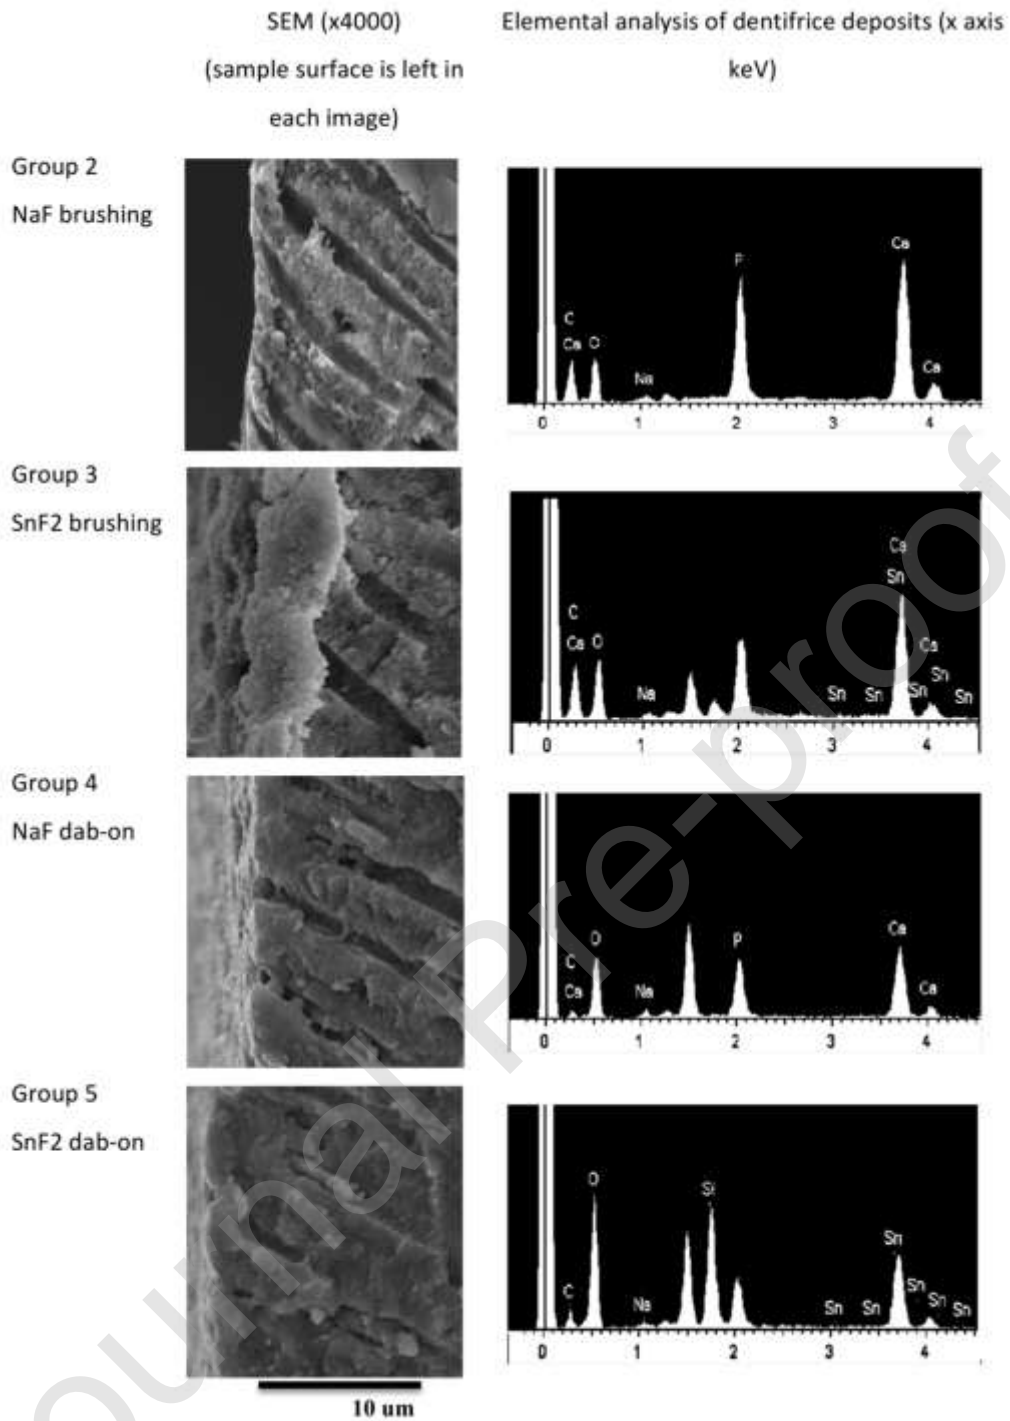 SEM (x4000)
(sample surface is left in
each image)
Elemental analysis of dentifrice deposits (x axis
keV)
Group 2
NaF brushing
C
Ca
O
Na
P
Ca
Ca
0 1 2 3 4
Group 3
SnF2 brushing
C
Ca
O
Na
Sn
Sn
Ca
Sn
Sn
Ca
Sn
Sn
0 1 2 3 4
Group 4
NaF dab-on
C
Ca
O
Na
P
Ca
Ca
0 1 2 3 4
Group 5
SnF2 dab-on
C
O
Na
Si
Sn
Sn
Sn
Sn
Sn
Sn
0 1 2 3 4
10 um
Journal Pre-proof